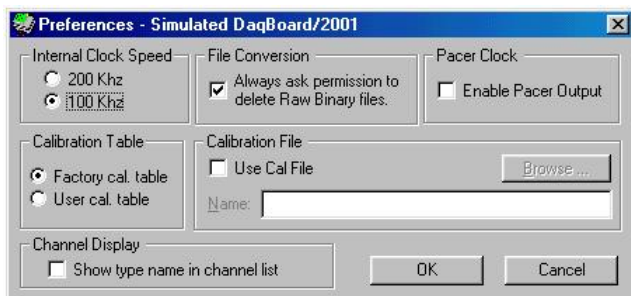 Preferences - Simulated DaqBoard/2001
Internal Clock Speed
200 Khz
100 Khz
File Conversion
Always ask permission to
delete Raw Binary files.
Pacer Clock
Enable Pacer Output
Calibration Table
Factory cal. table
User cal. table
Calibration File
Use Cal File
Browse ...
Name:
Channel Display
Show type name in channel list
OK
Cancel